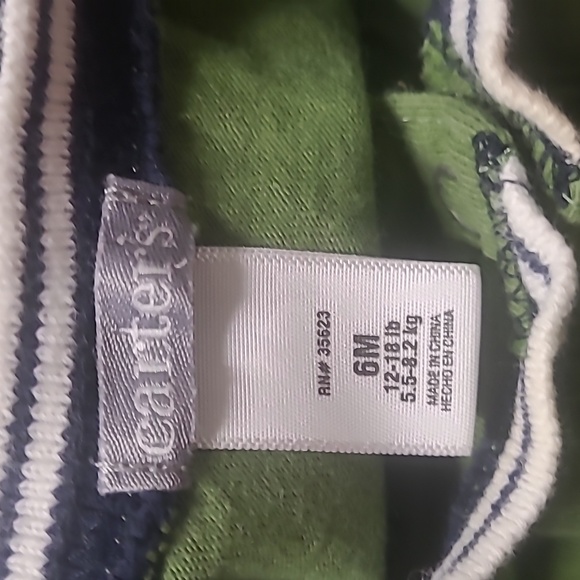 carter's
RN# 35623
6M
12-18 lb
5.5-8.2 kg
MADE IN CHINA
HECHO EN CHINA